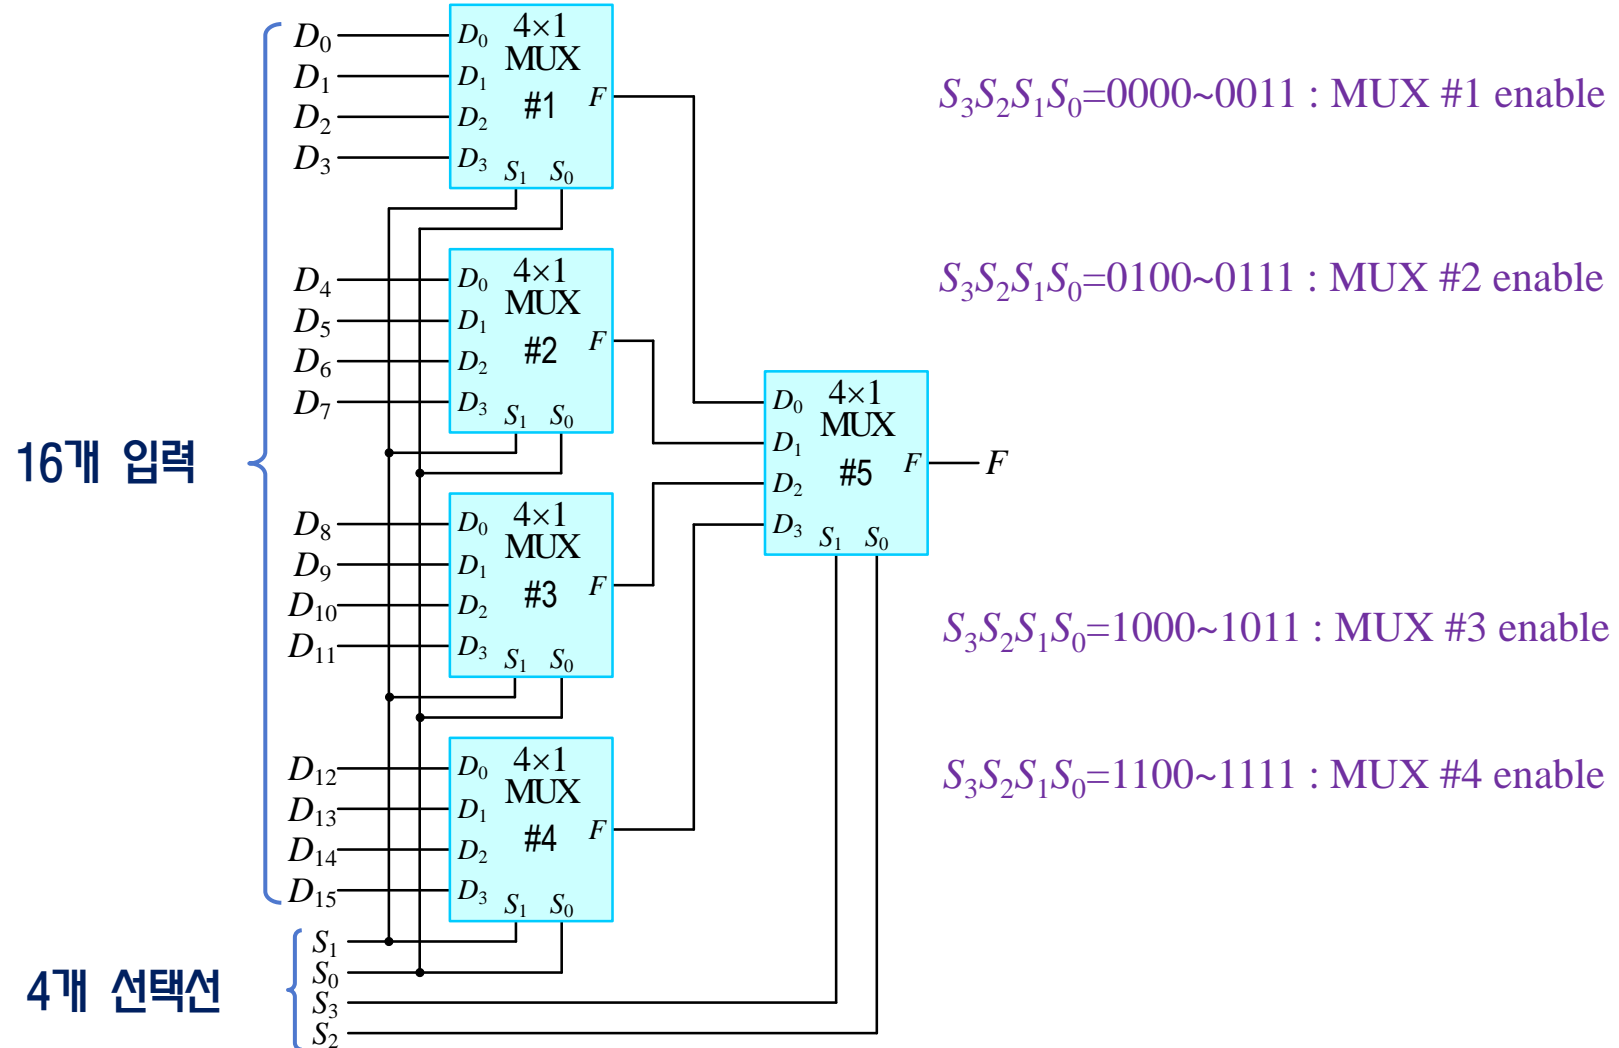 D₀
D₁
D₂
D₃
D₀ 4×1
MUX
D₁
D₂ #1 F
D₃ S₁ S₀
S₃S₂S₁S₀=0000~0011 : MUX #1 enable
D₄
D₅
D₆
D₇
D₀ 4×1
MUX
D₁
D₂ #2 F
D₃ S₁ S₀
S₃S₂S₁S₀=0100~0111 : MUX #2 enable
16개 입력
D₀ 4×1
MUX
D₁
D₂ #5 F
D₃ S₁ S₀
F
D₈
D₉
D₁₀
D₁₁
D₀ 4×1
MUX
D₁
D₂ #3 F
D₃ S₁ S₀
S₃S₂S₁S₀=1000~1011 : MUX #3 enable
D₁₂
D₁₃
D₁₄
D₁₅
D₀ 4×1
MUX
D₁
D₂ #4 F
D₃ S₁ S₀
S₃S₂S₁S₀=1100~1111 : MUX #4 enable
4개 선택선
S₁
S₀
S₃
S₂